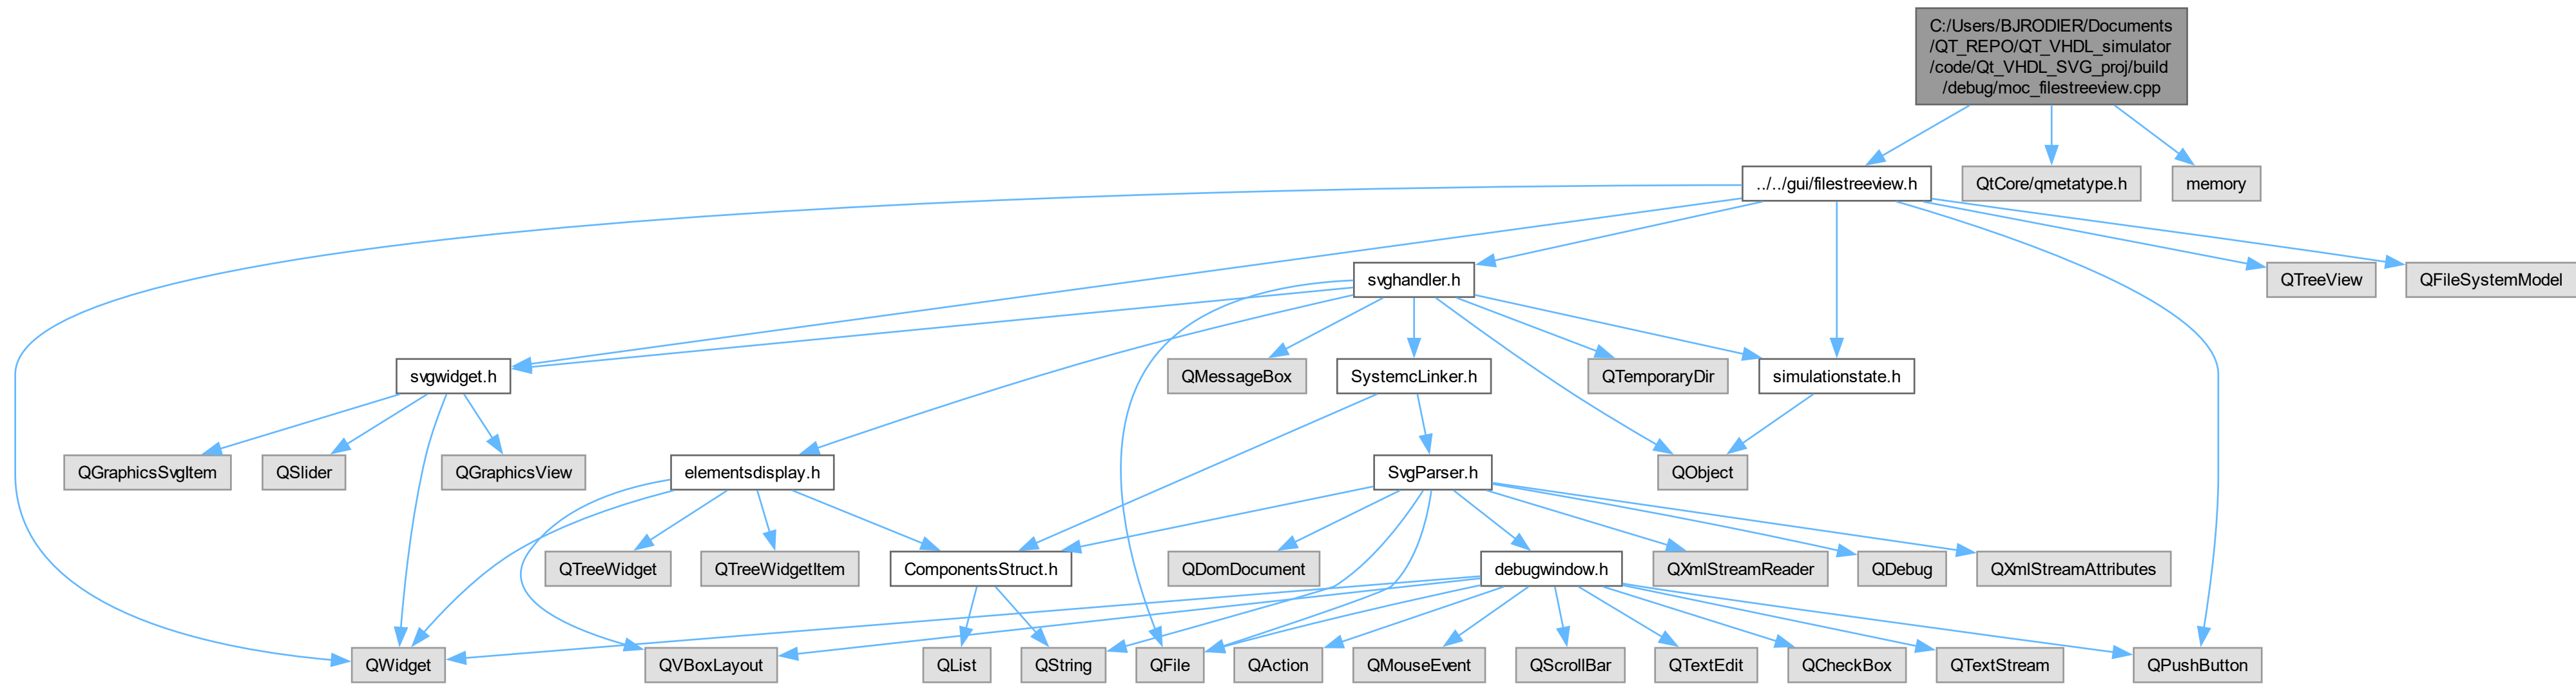 C:/Users/BJRODIER/Documents
/QT_REPO/QT_VHDL_simulator
/code/Qt_VHDL_SVG_proj/build
/debug/moc_filestreeview.cpp
../../gui/filestreeview.h
QtCore/qmetatype.h
memory
svghandler.h
QTreeView
QFileSystemModel
svgwidget.h
QMessageBox
SystemcLinker.h
QTemporaryDir
simulationstate.h
QGraphicsSvgItem
QSlider
QGraphicsView
elementsdisplay.h
SvgParser.h
QObject
QTreeWidget
QTreeWidgetItem
ComponentsStruct.h
QDomDocument
debugwindow.h
QXmlStreamReader
QDebug
QXmlStreamAttributes
QWidget
QVBoxLayout
QList
QString
QFile
QAction
QMouseEvent
QScrollBar
QTextEdit
QCheckBox
QTextStream
QPushButton